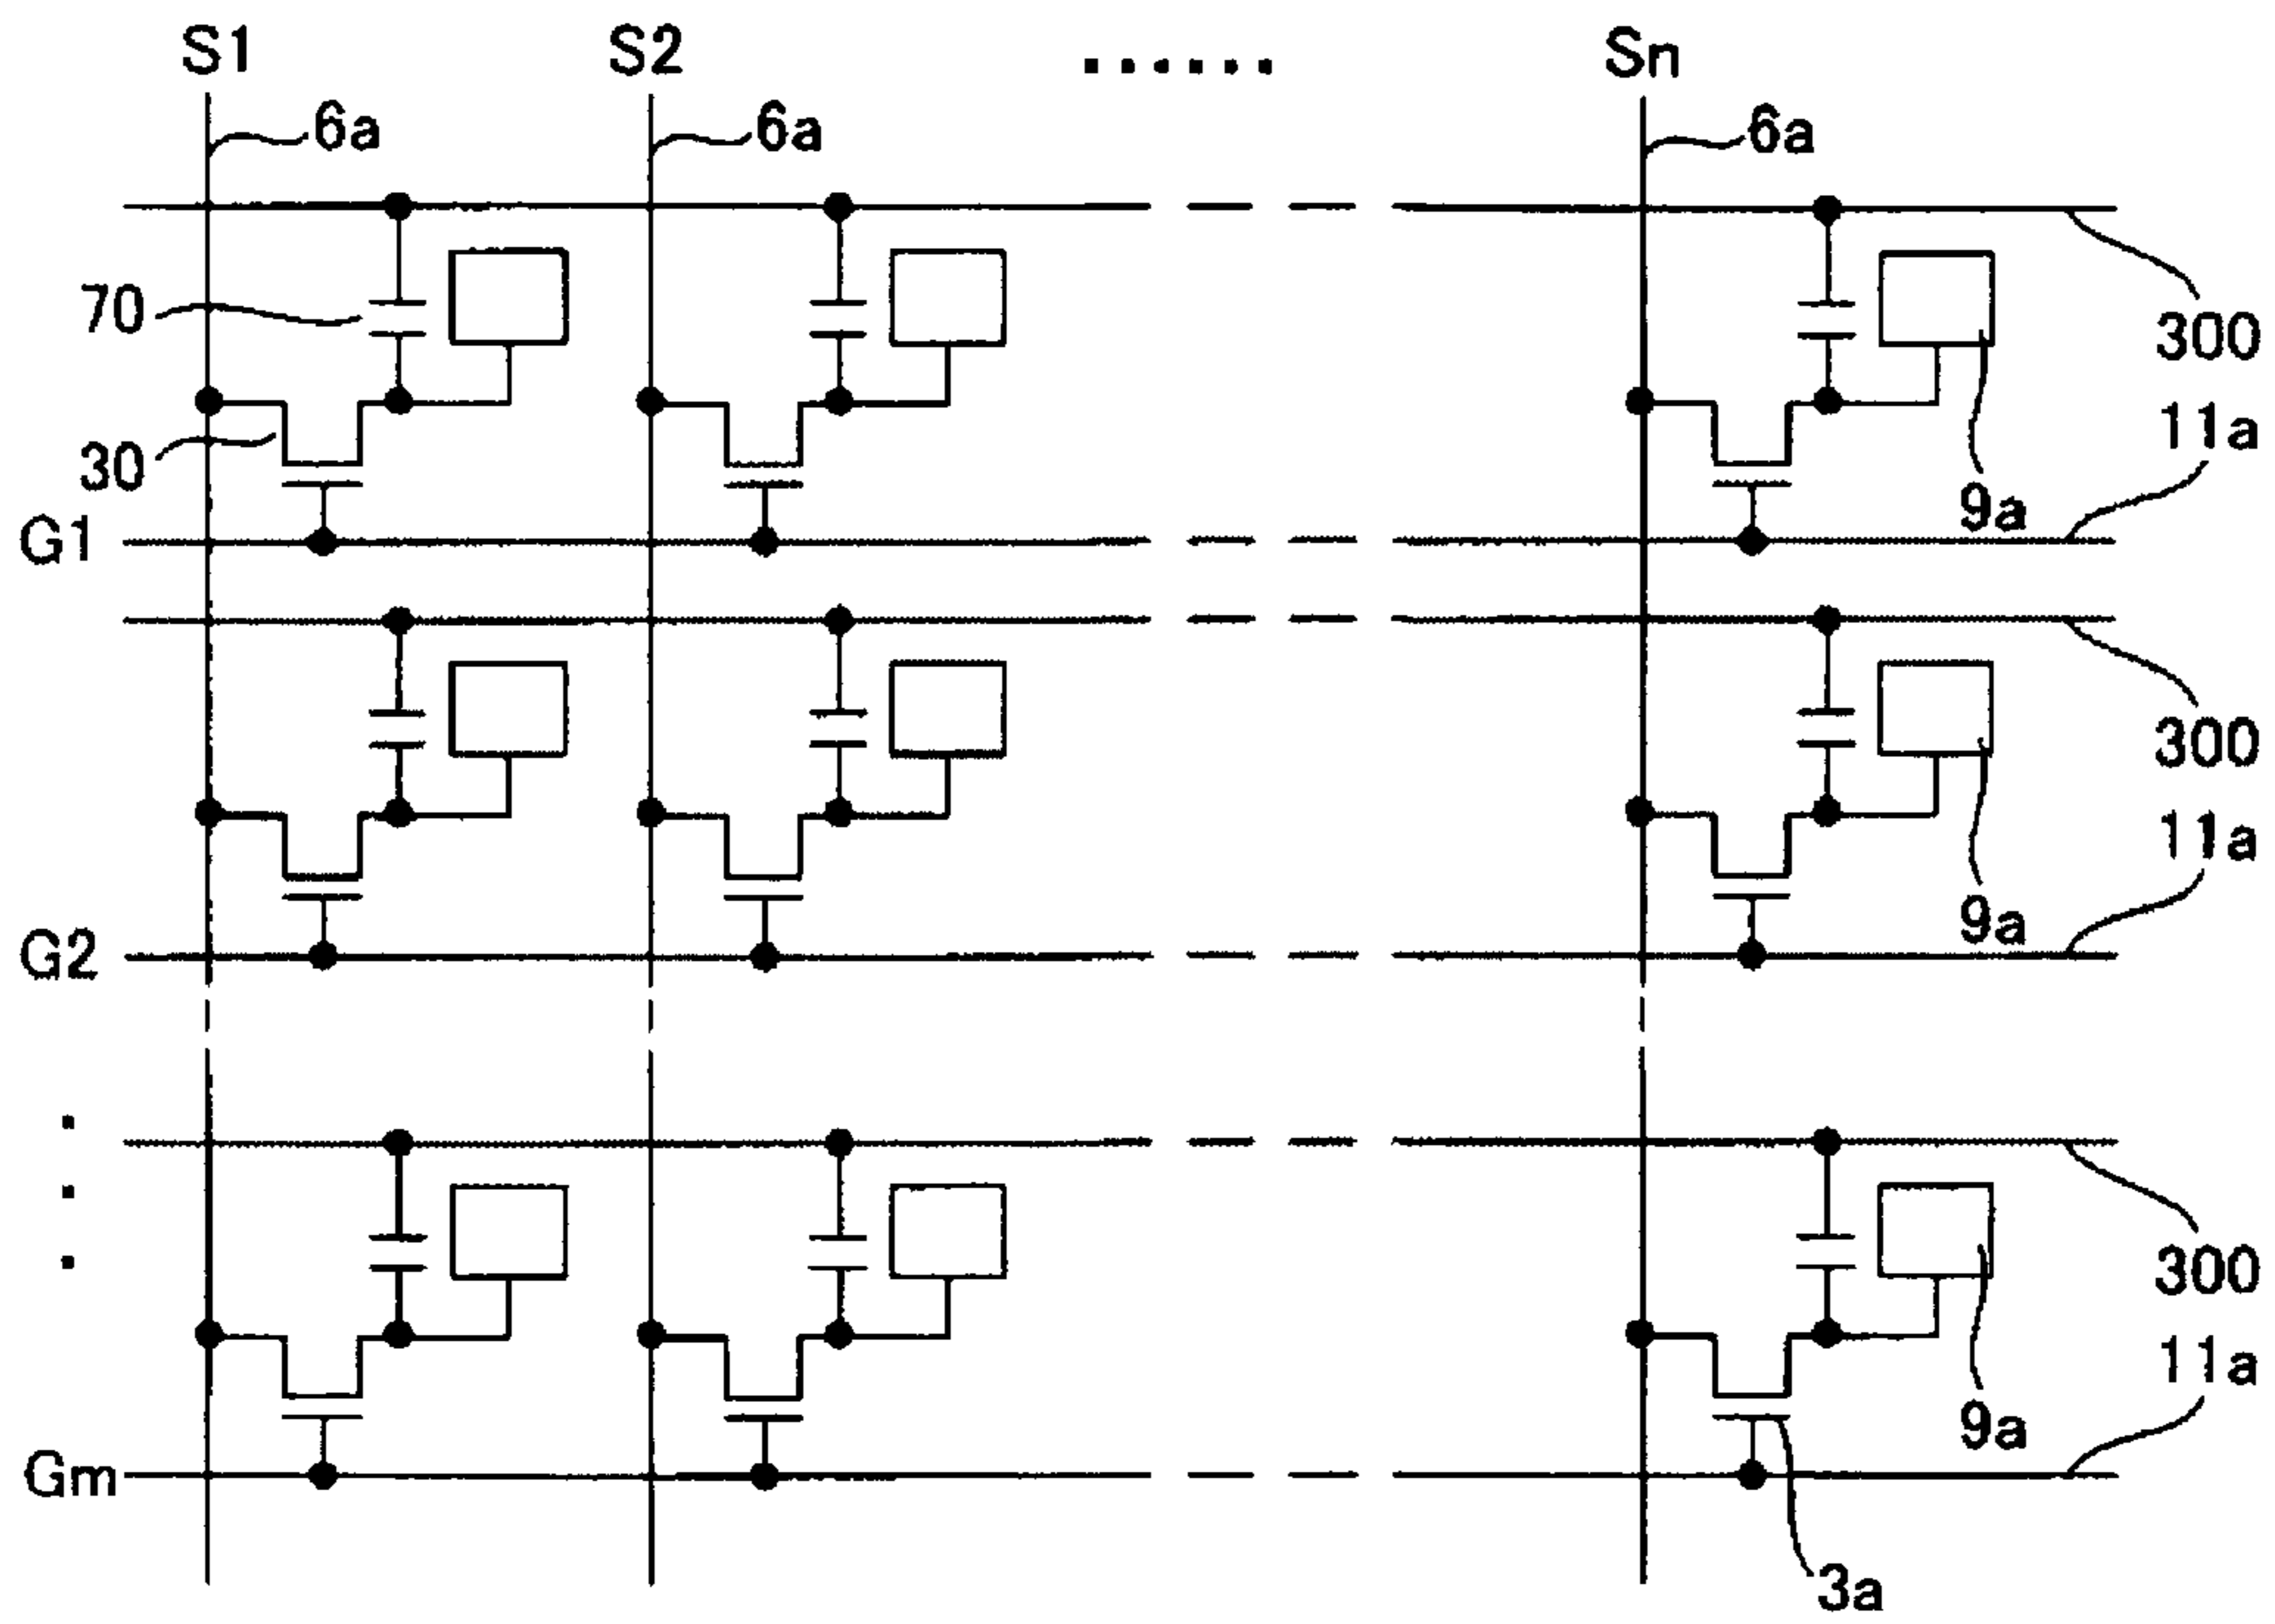 S1 S2 ...... Sn
6a 6a 6a
70 300
30 11a
9a
G1
300
11a
9a
G2
300
11a
9a
Gm
3a